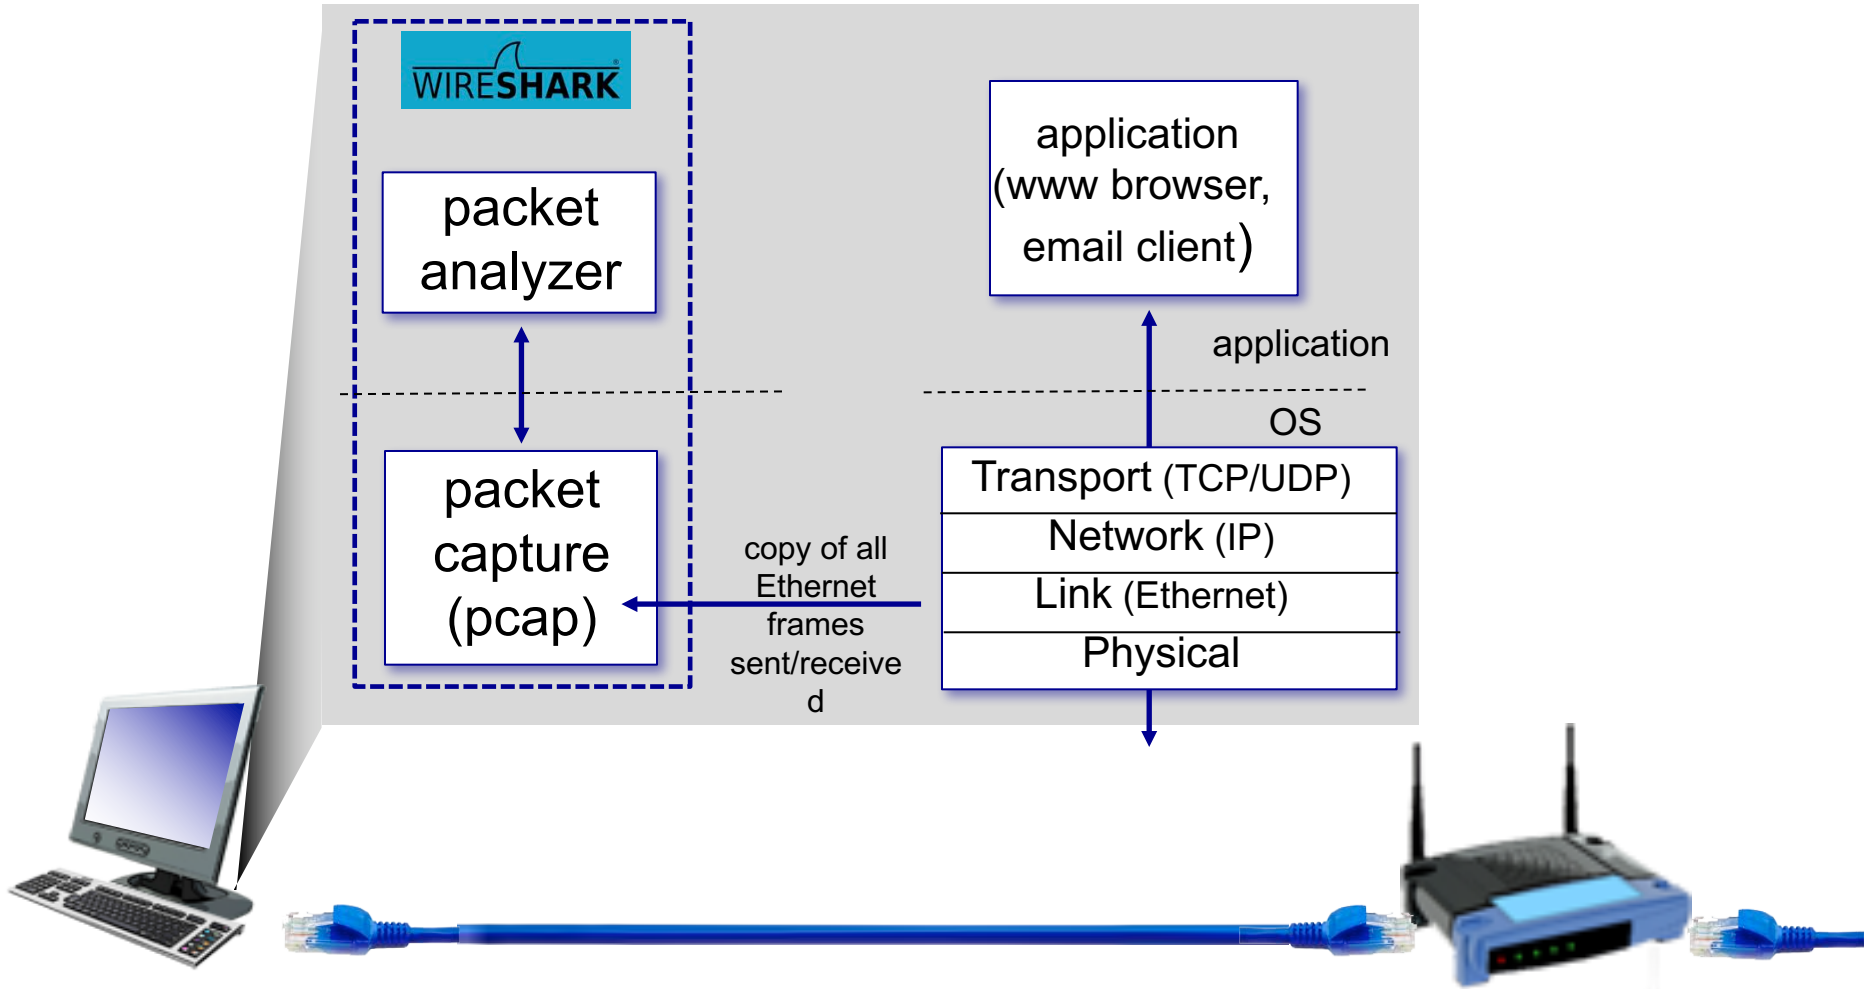 WIRESHARK
packet
analyzer
packet
capture
(pcap)
copy of all
Ethernet
frames
sent/receive
d
application
(www browser,
email client)
application
OS
Transport (TCP/UDP)
Network (IP)
Link (Ethernet)
Physical